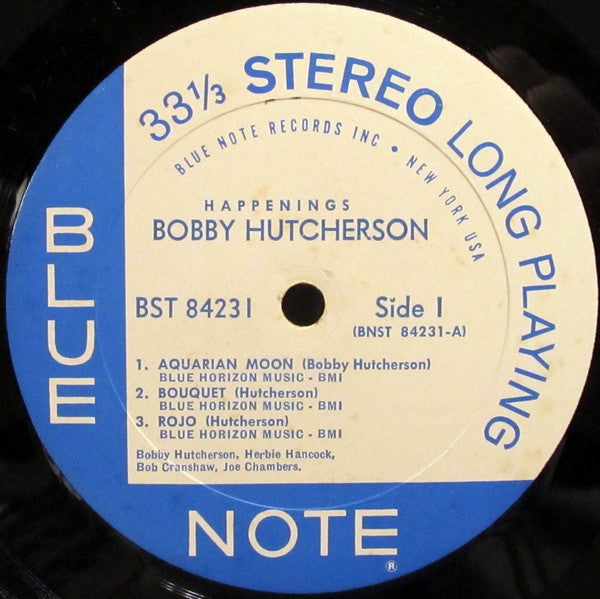 33⅓ STEREO LONG PLAYING
BLUE NOTE RECORDS INC • NEW YORK USA
HAPPENINGS
BOBBY HUTCHERSON
BLUE
BST 84231
Side 1
(BNST 84231-A)
1. AQUARIAN MOON (Bobby Hutcherson)
BLUE HORIZON MUSIC - BMI
2. BOUQUET (Hutcherson)
BLUE HORIZON MUSIC - BMI
3. ROJO (Hutcherson)
BLUE HORIZON MUSIC - BMI
Bobby Hutcherson, Herbie Hancock,
Bob Cranshaw, Joe Chambers.
NOTE ®